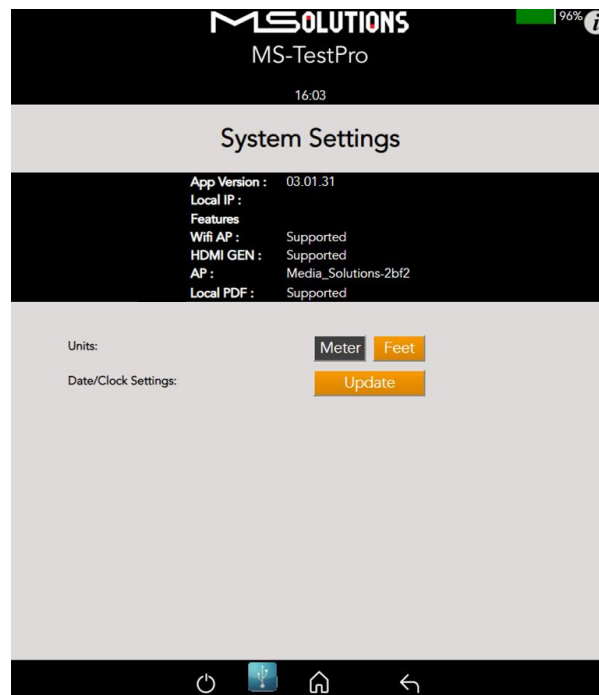 MSOLUTIONS
96%
i
MS-TestPro
16:03
System Settings
App Version : 03.01.31
Local IP :
Features
Wifi AP : Supported
HDMI GEN : Supported
AP : Media_Solutions-2bf2
Local PDF : Supported
Units: Meter Feet
Date/Clock Settings: Update